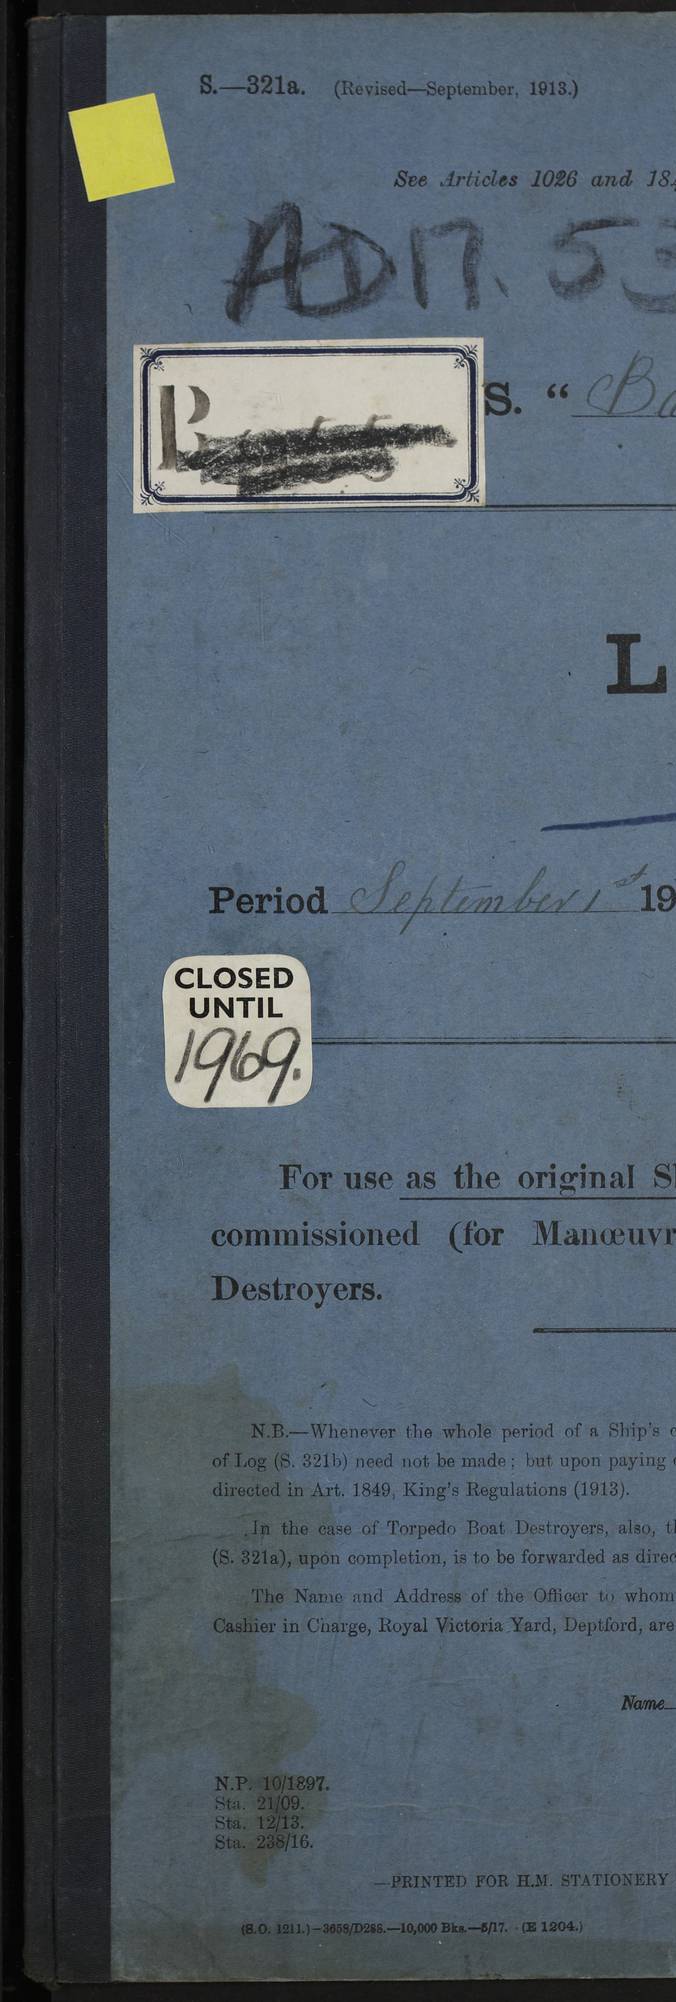 S.—321a. (Revised—September, 1913.)
See Articles 1026 and 18
ADM. 53
S. "Ba
L
Period September 1st 19
CLOSED
UNTIL
1969.
For use as the original S
commissioned (for Manœuvr
Destroyers.
N.B.—Whenever the whole period of a Ship's c
of Log (S. 321b) need not be made; but upon paying
directed in Art. 1849, King's Regulations (1913).
In the case of Torpedo Boat Destroyers, also, t
(S. 321a), upon completion, is to be forwarded as direc
The Name and Address of the Officer to whom
Cashier in Charge, Royal Victoria Yard, Deptford, are
Name
N.P. 10/1897.
Sta. 21/09.
Sta. 12/13.
Sta. 238/16.
—PRINTED FOR H.M. STATIONERY
(S.O. 1211.)—3658/D288.—10,000 Bks.—5/17. (E 1204.)